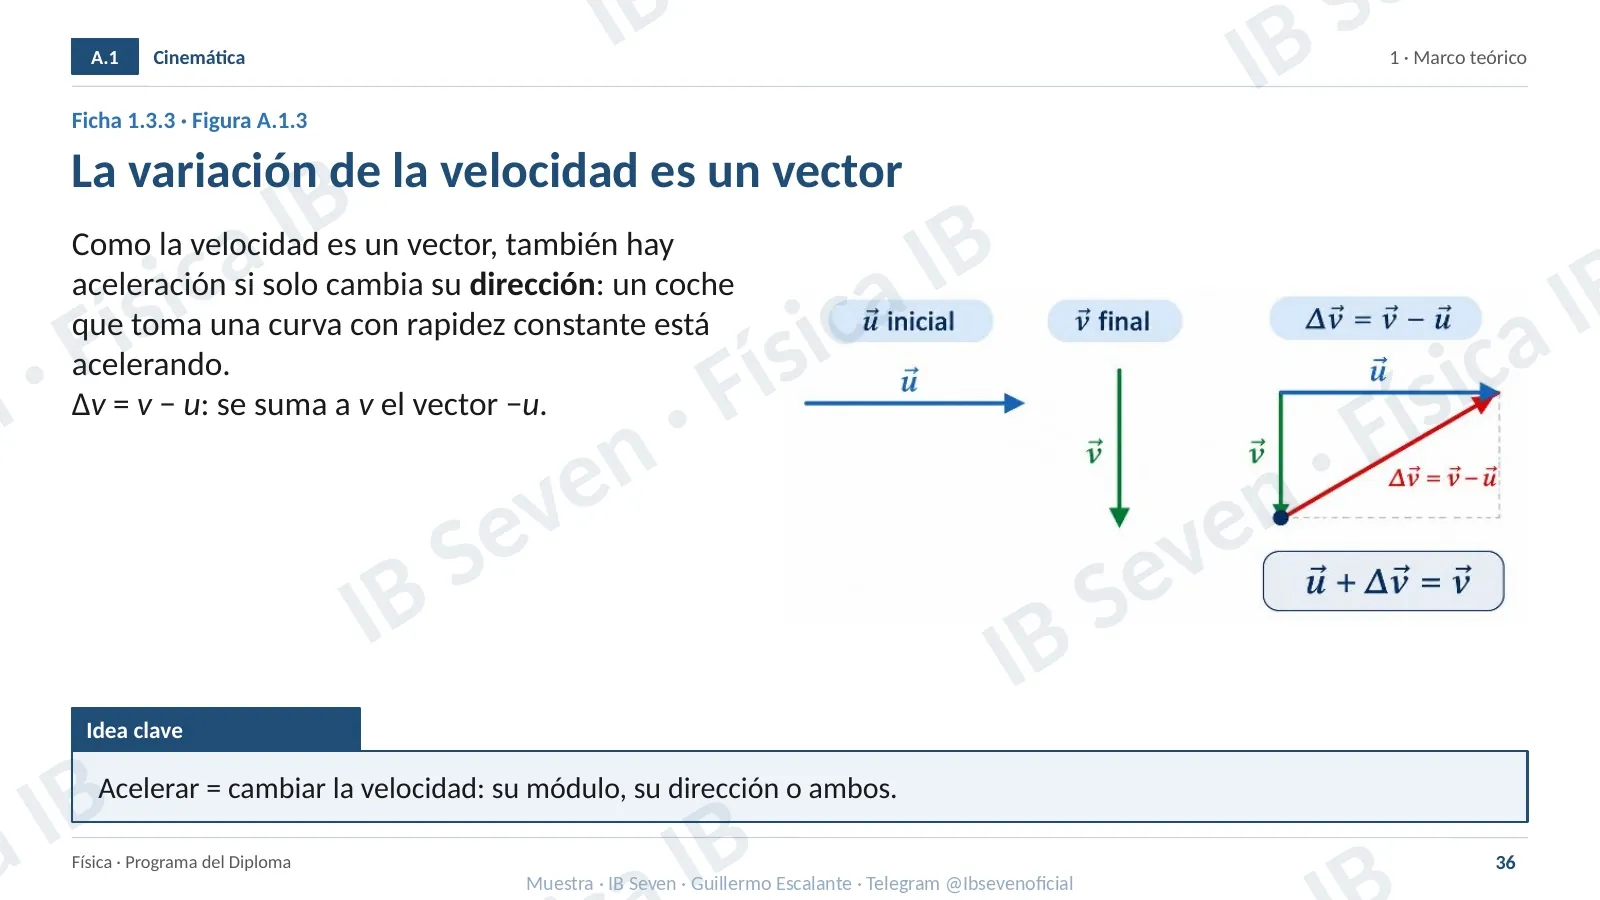 A.1 Cinemática
1 · Marco teórico
Ficha 1.3.3 · Figura A.1.3
La variación de la velocidad es un vector
Como la velocidad es un vector, también hay
aceleración si solo cambia su dirección: un coche
que toma una curva con rapidez constante está
acelerando.
Δv = v − u: se suma a v el vector −u.
u⃗ inicial
v⃗ final
Δv⃗ = v⃗ − u⃗
u⃗
v⃗
u⃗
v⃗
Δv⃗ = v⃗ − u⃗
u⃗ + Δv⃗ = v⃗
Idea clave
Acelerar = cambiar la velocidad: su módulo, su dirección o ambos.
Física · Programa del Diploma
36
Muestra · IB Seven · Guillermo Escalante · Telegram @Ibsevenoficial
IB Seven · Física IB
IB Seven · Física IB